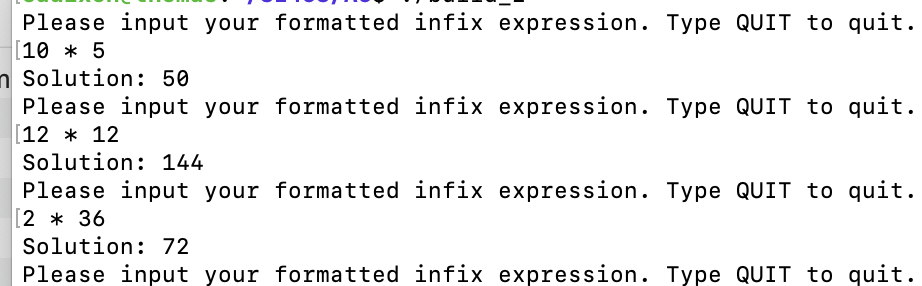 Please input your formatted infix expression. Type QUIT to quit.
[10 * 5
Solution: 50
Please input your formatted infix expression. Type QUIT to quit.
[12 * 12
Solution: 144
Please input your formatted infix expression. Type QUIT to quit.
[2 * 36
Solution: 72
Please input your formatted infix expression. Type QUIT to quit.